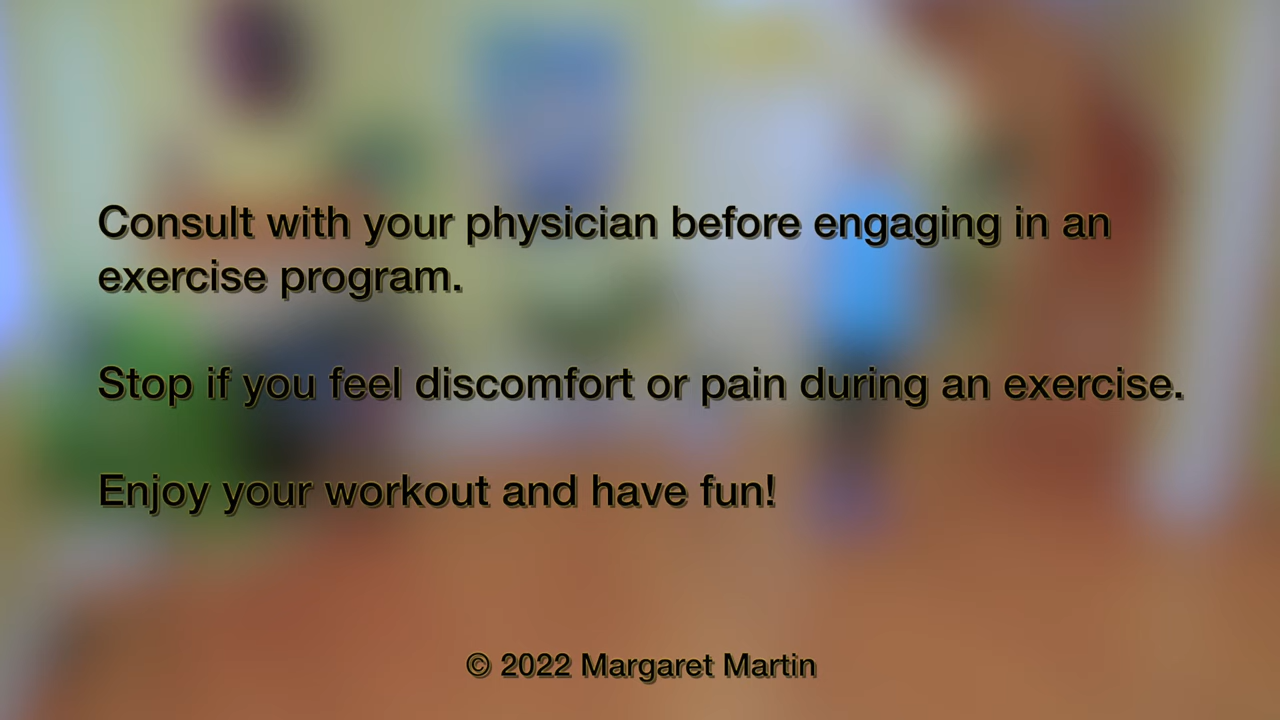 Consult with your physician before engaging in an
exercise program.
Stop if you feel discomfort or pain during an exercise.
Enjoy your workout and have fun!
© 2022 Margaret Martin